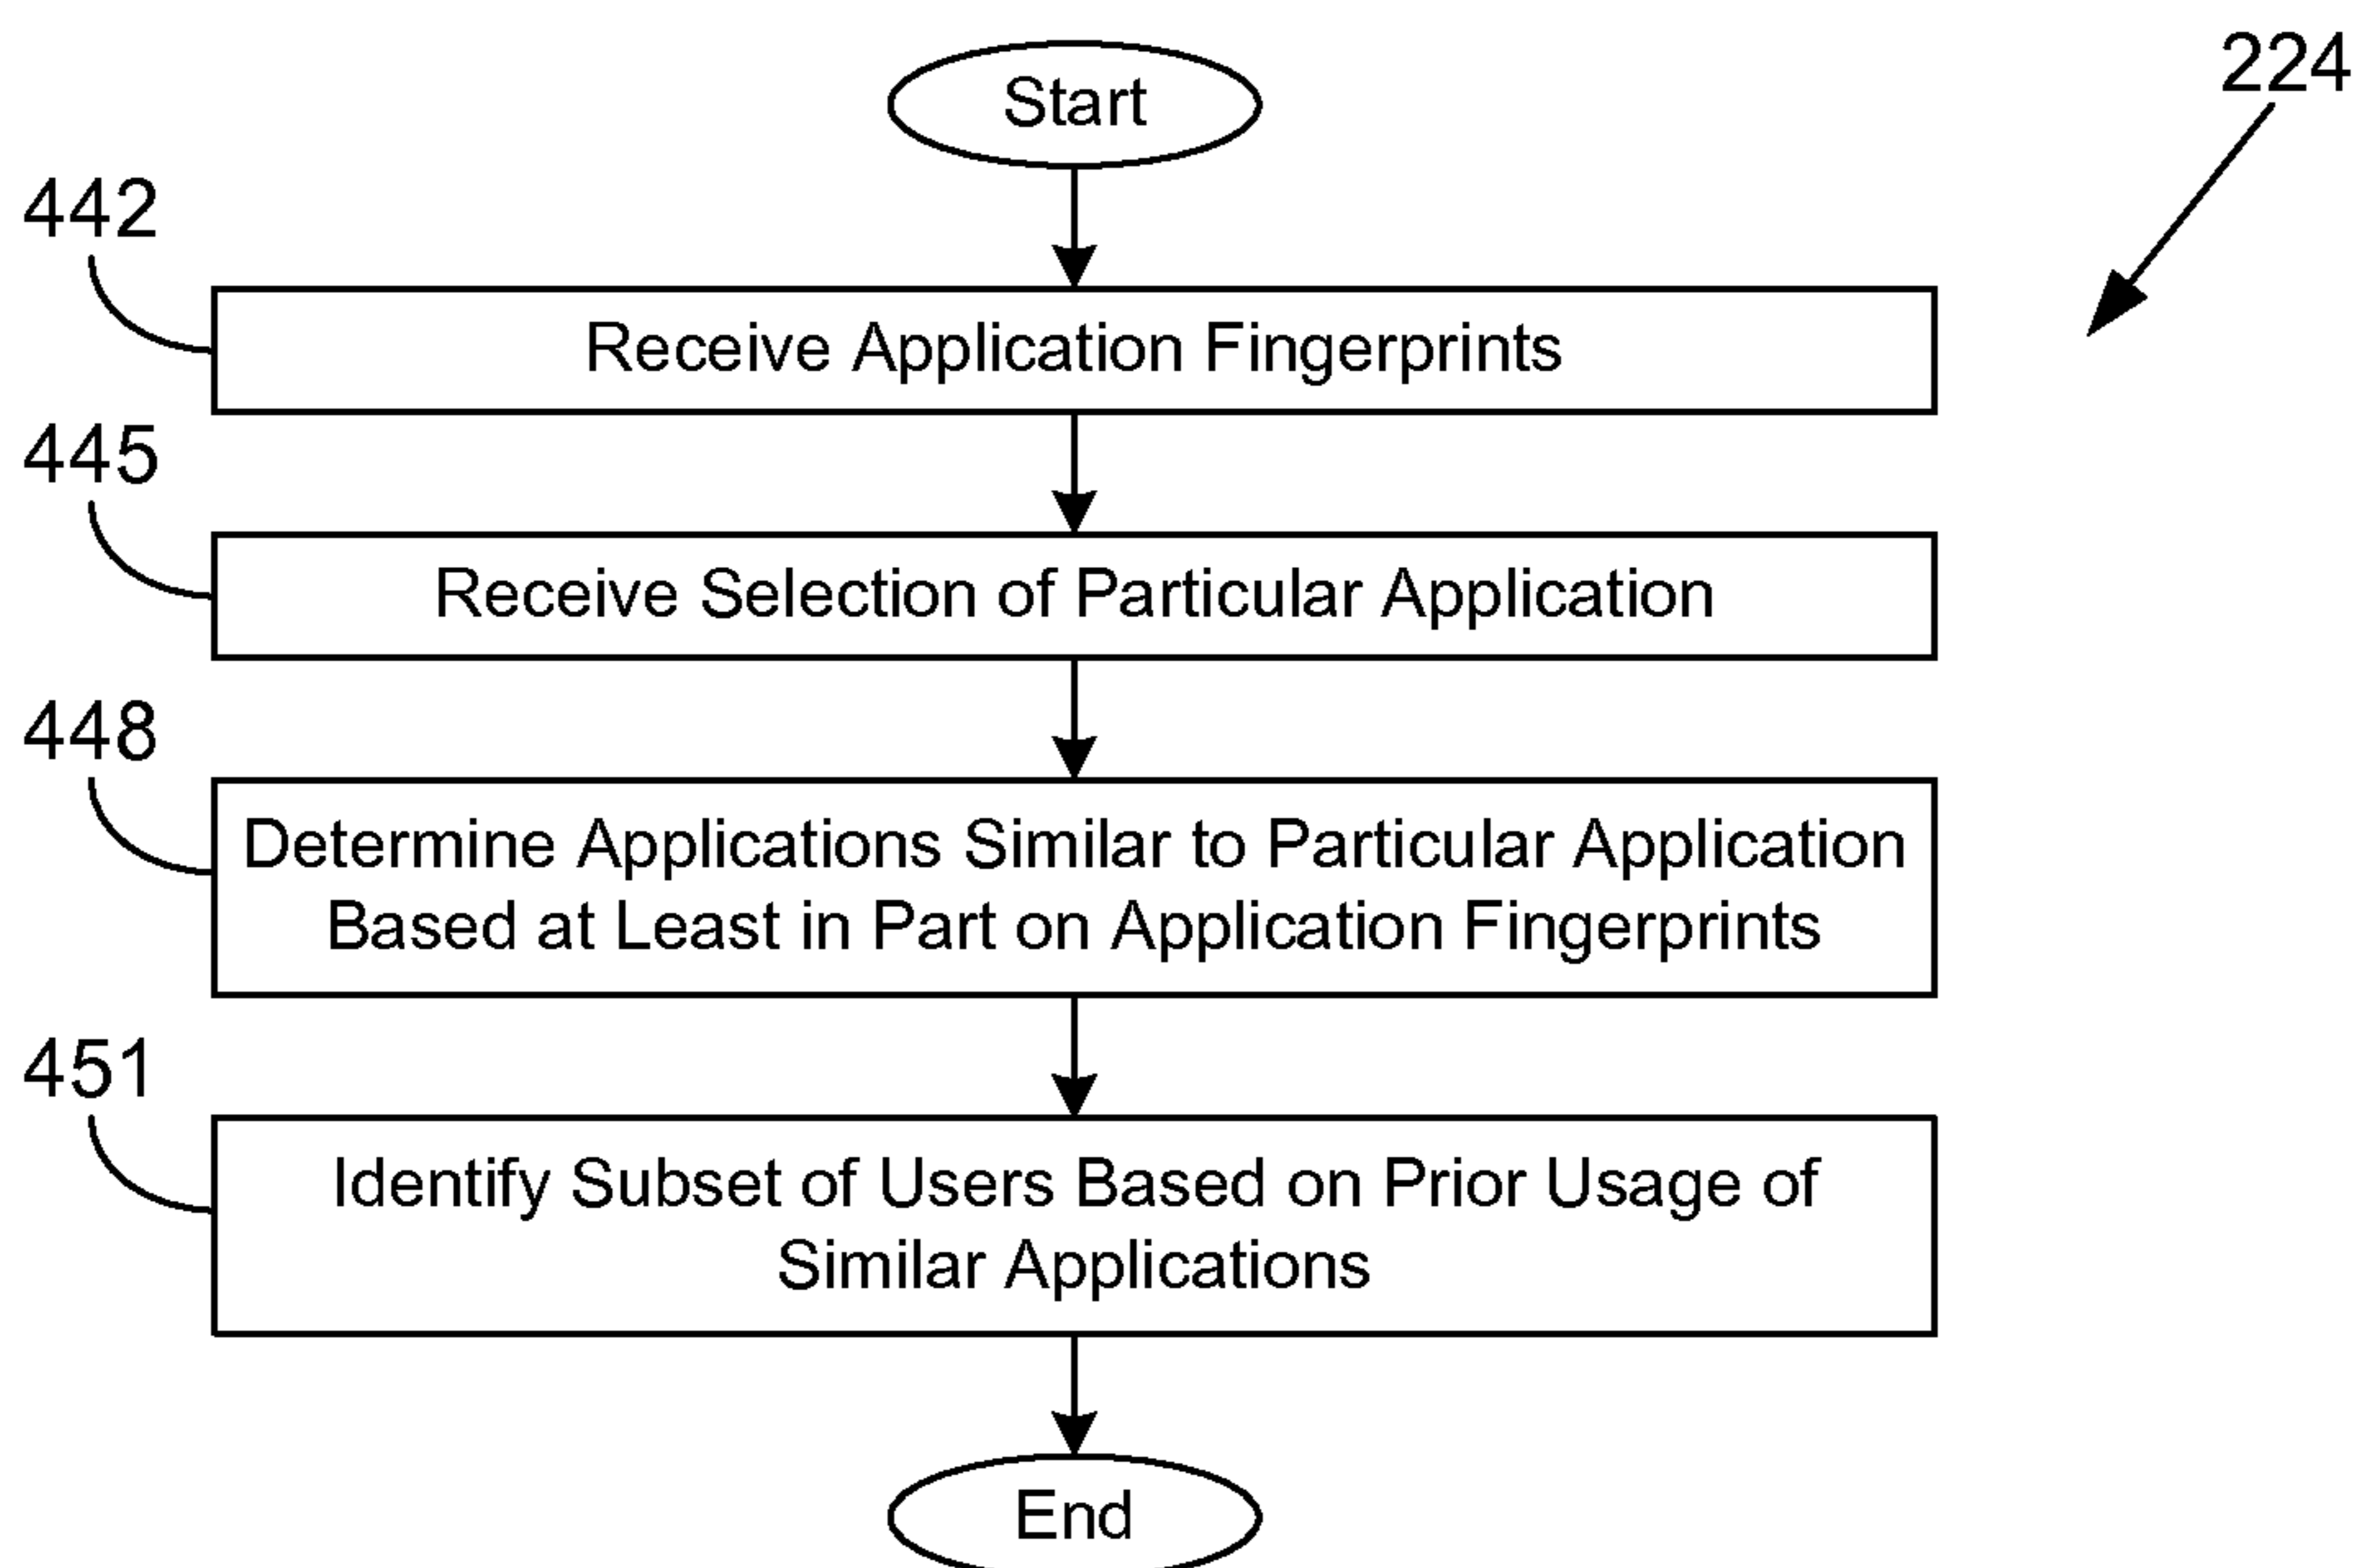 Start
224
442
Receive Application Fingerprints
445
Receive Selection of Particular Application
448
Determine Applications Similar to Particular Application
Based at Least in Part on Application Fingerprints
451
Identify Subset of Users Based on Prior Usage of
Similar Applications
End